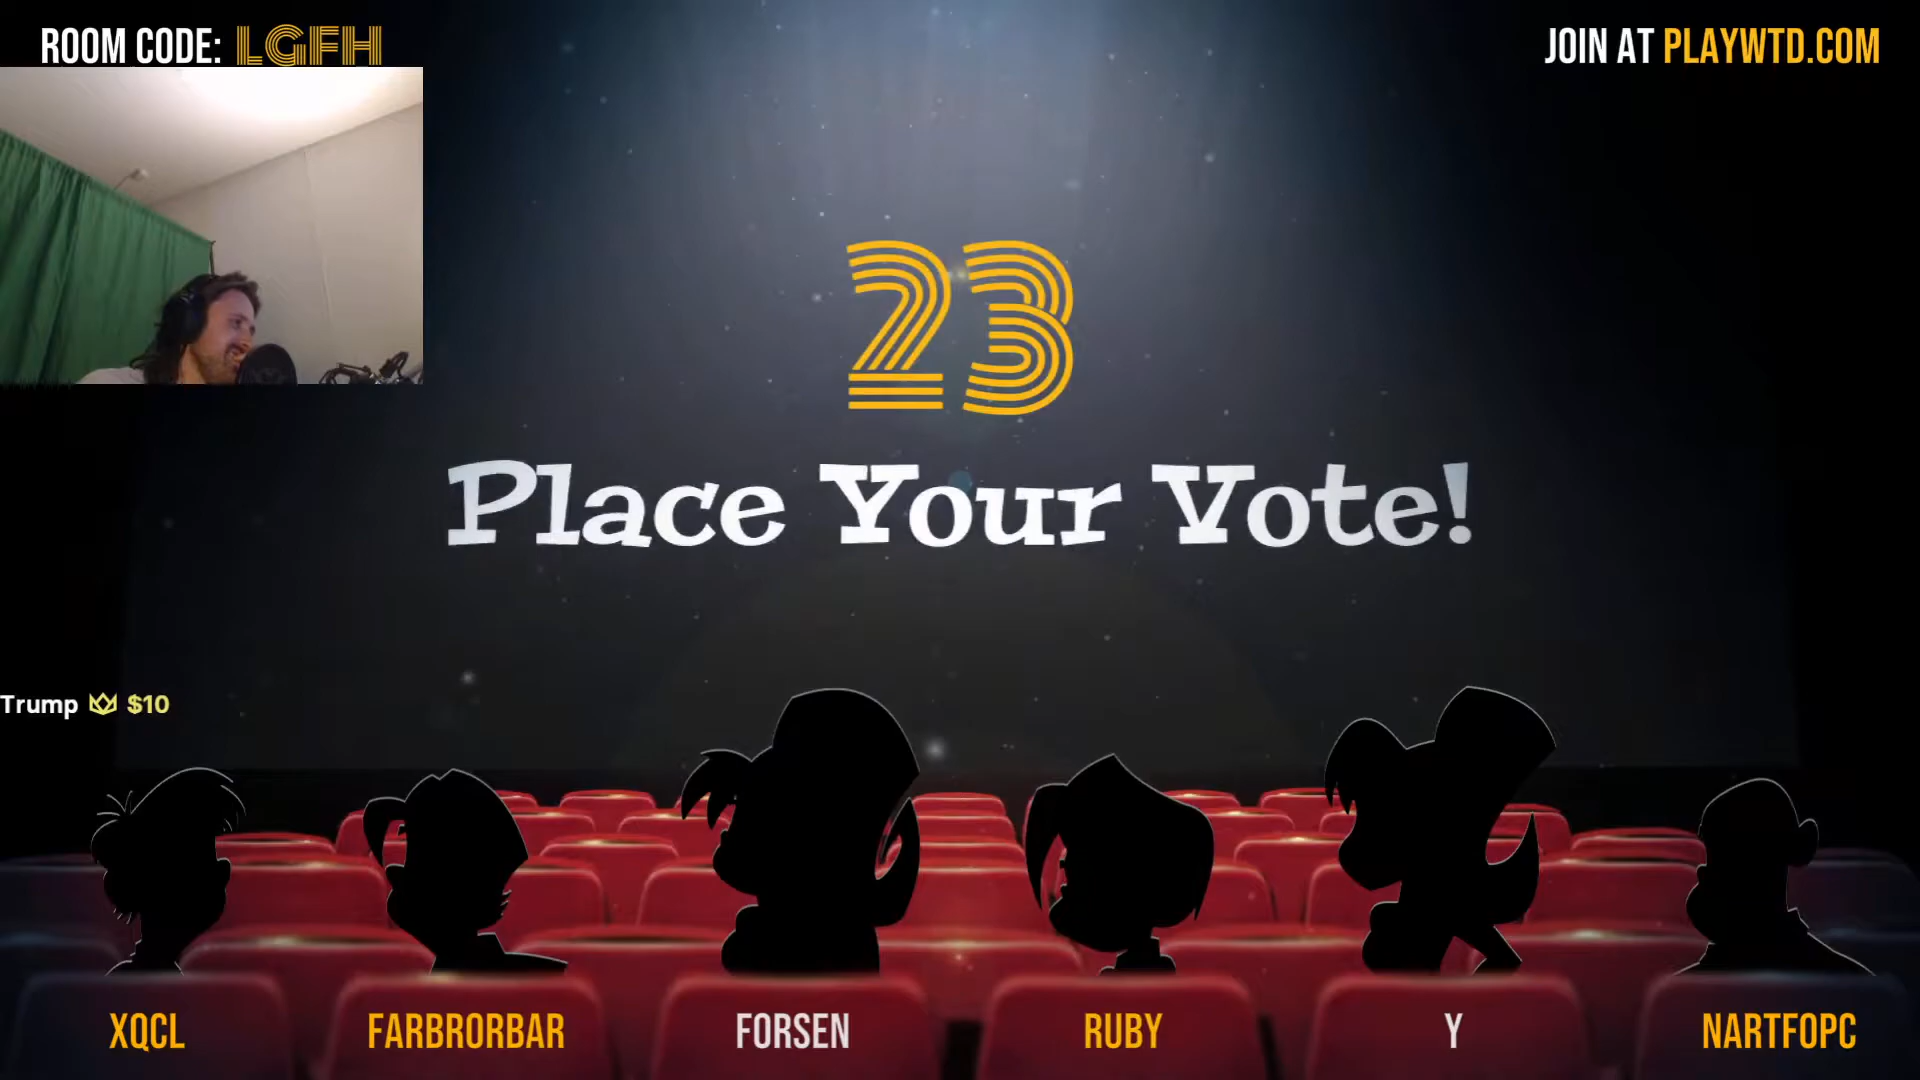 ROOM CODE: LGFH
JOIN AT PLAYWTD.COM
23
Place Your Vote!
Trump $10
XQCL
FARBRORBAR
FORSEN
RUBY
Y
NARTFOPC